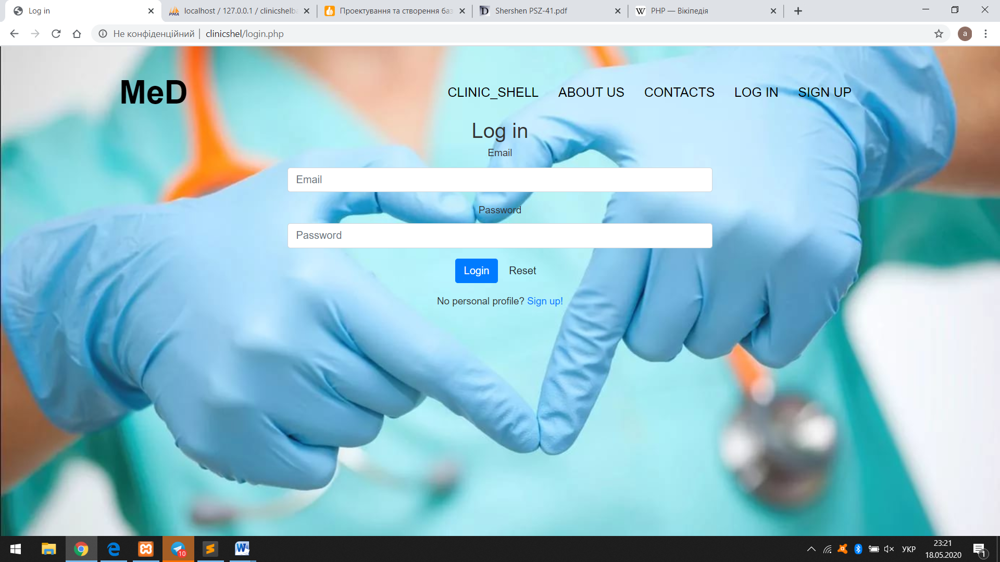 Log in
localhost / 127.0.0.1 / clinicshelba
Проектування та створення баз
Shershen PSZ-41.pdf
PHP — Вікіпедія
Не конфіденційний
clinicshel/login.php
a
MeD
CLINIC_SHELL
ABOUT US
CONTACTS
LOG IN
SIGN UP
Log in
Email
Email
Password
Password
Login
Reset
No personal profile? Sign up!
10
УКР
23:21
18.05.2020
1